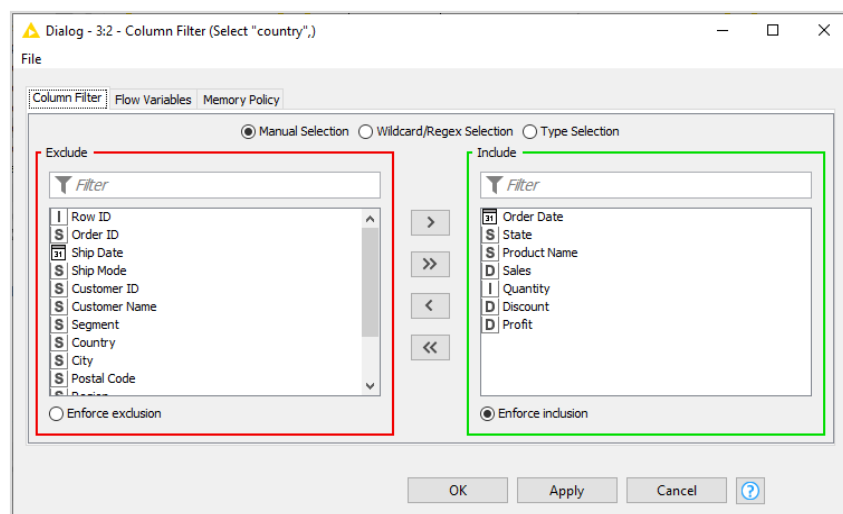 Dialog - 3:2 - Column Filter (Select "country",)
File
Column Filter Flow Variables Memory Policy
Manual Selection Wildcard/Regex Selection Type Selection
Exclude
Filter
I Row ID
S Order ID
31 Ship Date
S Ship Mode
S Customer ID
S Customer Name
S Segment
S Country
S City
S Postal Code
S Region
Enforce exclusion
>
>>
<
<<
Include
Filter
31 Order Date
S State
S Product Name
D Sales
I Quantity
D Discount
D Profit
Enforce inclusion
OK Apply Cancel ?